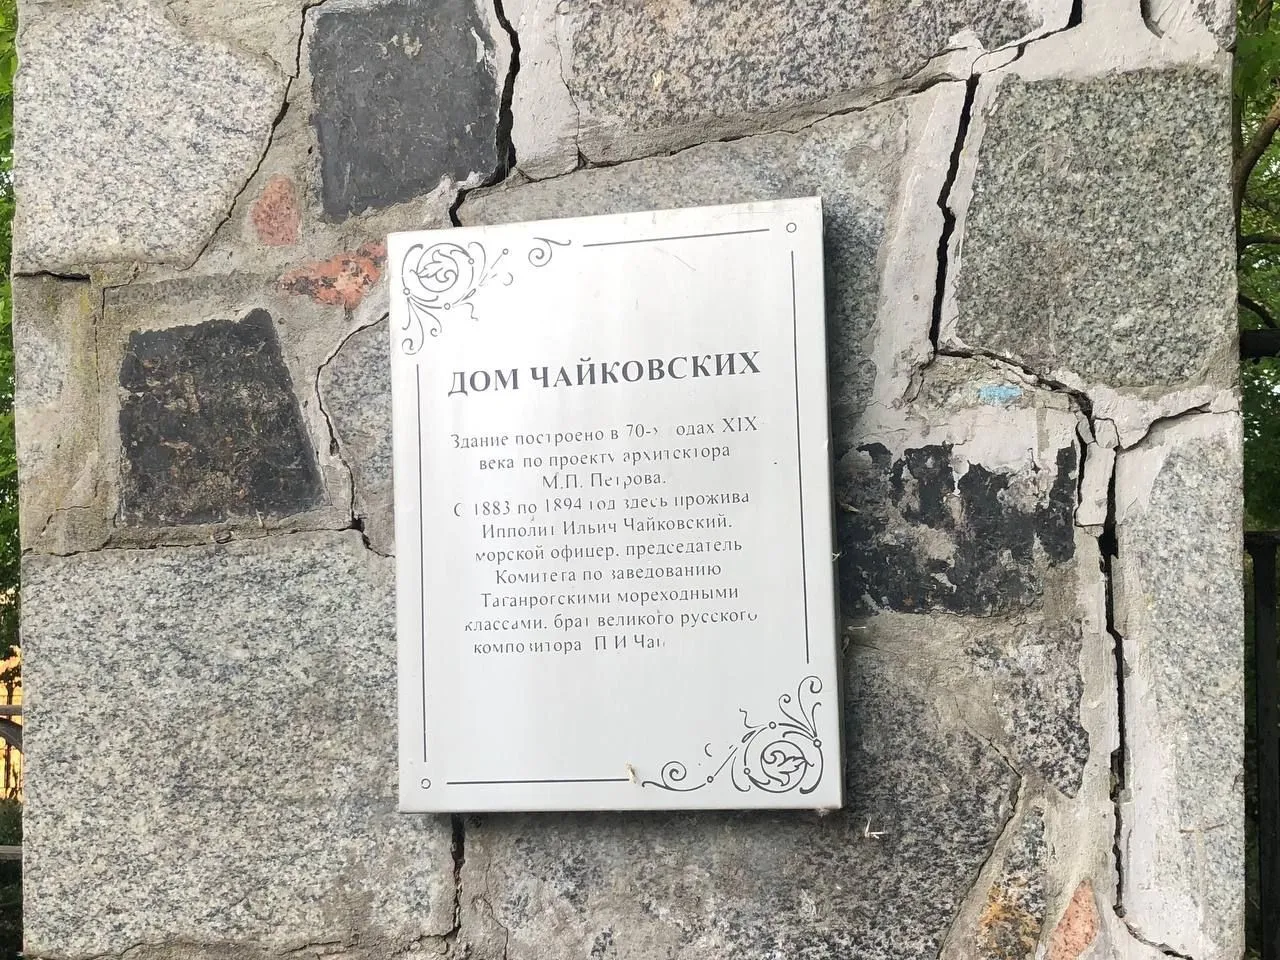 ДОМ ЧАЙКОВСКИХ
Здание построено в 70-х одах XIX
века по проекту архитектора
М.П. Петрова.
С 1883 по 1894 год здесь прожива
Ипполит Ильич Чайковский,
морской офицер, председатель
Комитета по заведованию
Таганрогскими мореходными
классами, брат великого русского
композитора П И Чай